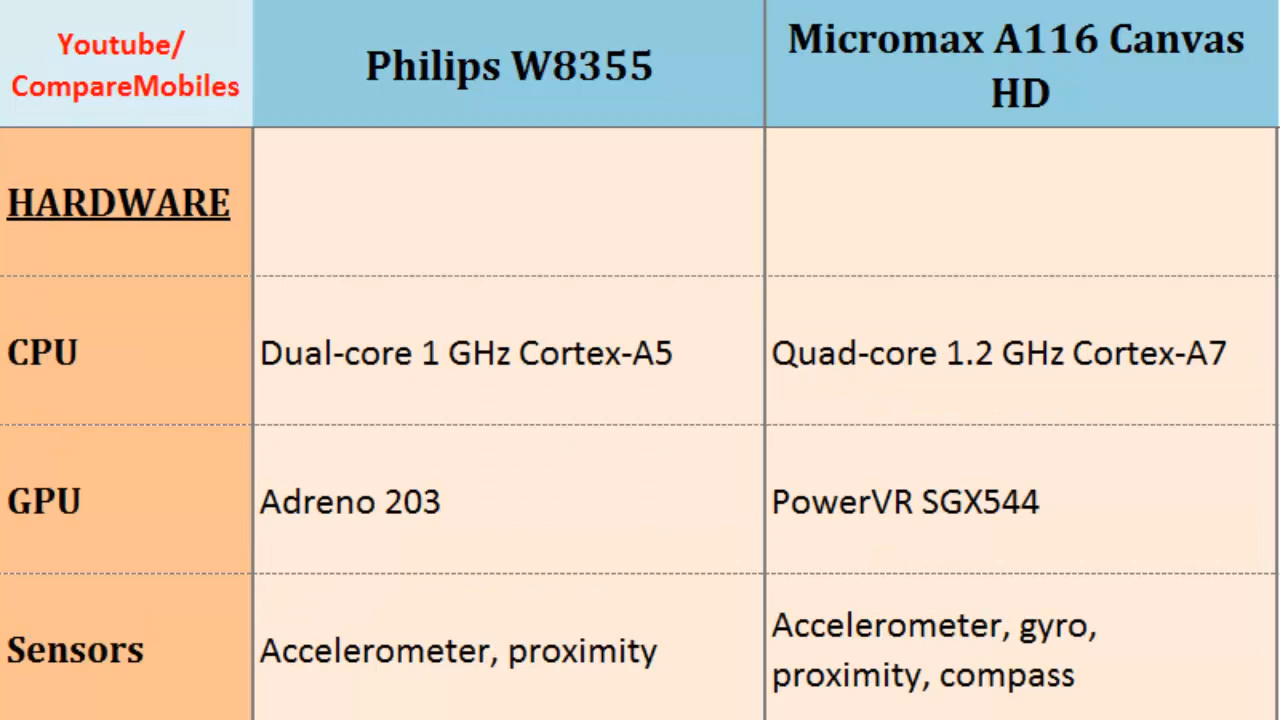 Youtube/
CompareMobiles
Philips W8355
Micromax A116 Canvas
HD
HARDWARE
CPU
Dual-core 1 GHz Cortex-A5
Quad-core 1.2 GHz Cortex-A7
GPU
Adreno 203
PowerVR SGX544
Sensors
Accelerometer, proximity
Accelerometer, gyro,
proximity, compass